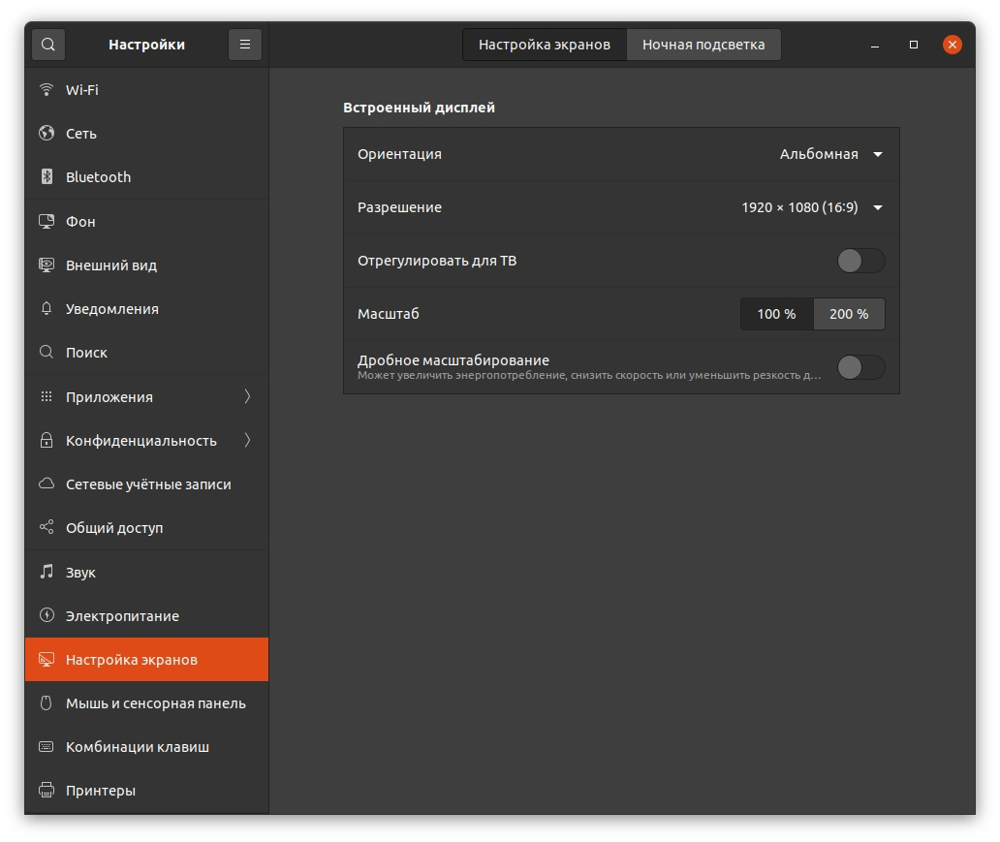 Настройки
Настройка экранов
Ночная подсветка
Wi-Fi
Сеть
Bluetooth
Фон
Внешний вид
Уведомления
Поиск
Приложения
Конфиденциальность
Сетевые учётные записи
Общий доступ
Звук
Электропитание
Настройка экранов
Мышь и сенсорная панель
Комбинации клавиш
Принтеры
Встроенный дисплей
Ориентация
Альбомная
Разрешение
1920 × 1080 (16∶9)
Отрегулировать для ТВ
Масштаб
100 %
200 %
Дробное масштабирование
Может увеличить энергопотребление, снизить скорость или уменьшить резкость д…